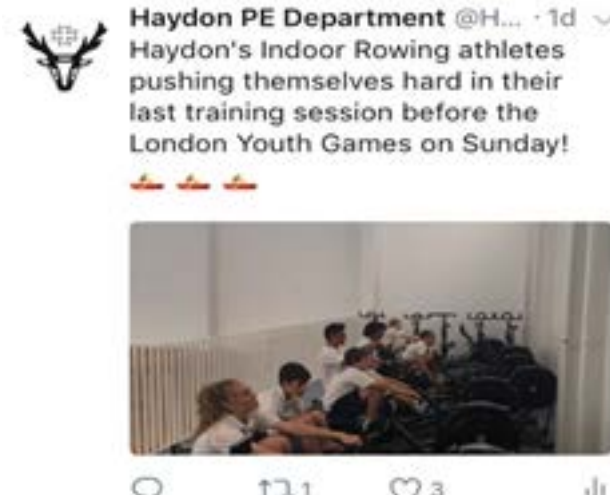 Haydon PE Department @H... · 1d
Haydon's Indoor Rowing athletes
pushing themselves hard in their
last training session before the
London Youth Games on Sunday!
1 3